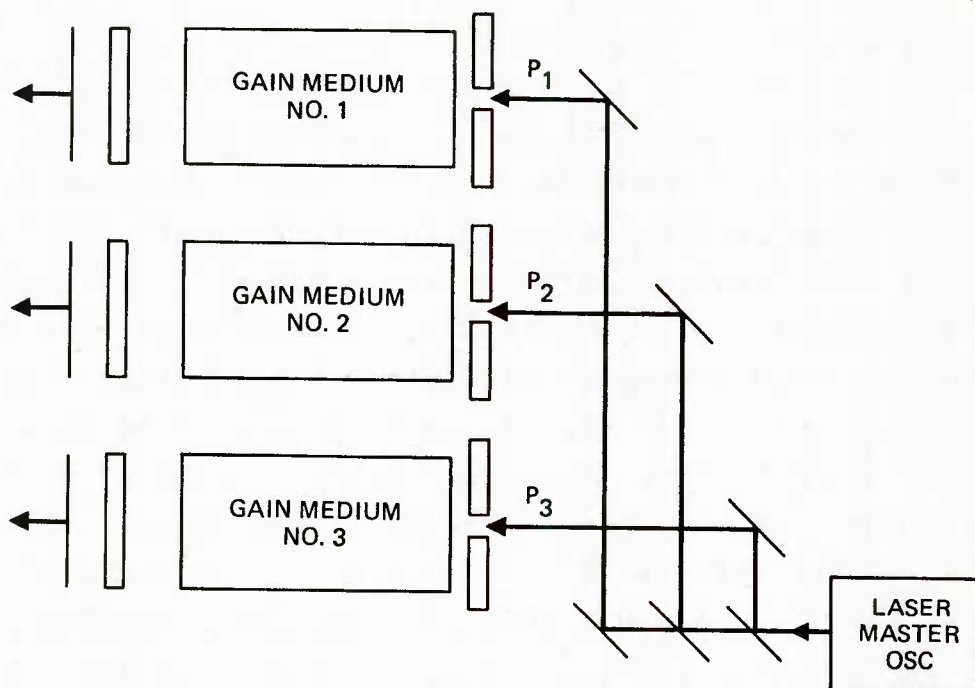 GAIN MEDIUM
NO. 1
P1
GAIN MEDIUM
NO. 2
P2
GAIN MEDIUM
NO. 3
P3
LASER
MASTER
OSC